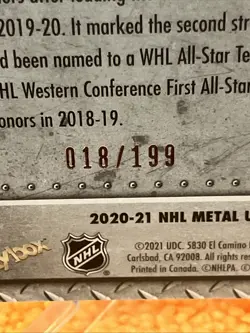 2019-20. It marked the second str
been named to a WHL All-Star Te
HL Western Conference First All-Star
onors in 2018-19.
018/199
2020-21 NHL METAL U
©2021 UDC. 5830 El Camino
Carlsbad, CA 92008. All rights rese
Printed in Canada. ©NHLPA. ©
NHL